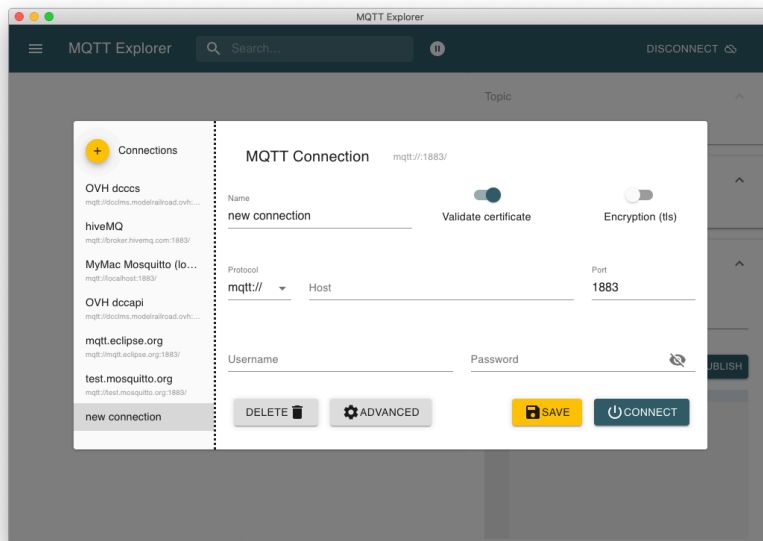 MQTT Explorer
MQTT Explorer
Search...
DISCONNECT
Topic
Connections
OVH dcccs
mqtt://dcclms.modelrailroad.ovh:...
hiveMQ
mqtt://broker.hivemq.com:1883/
MyMac Mosquitto (lo...
mqtt://localhost:1883/
OVH dccapi
mqtt://dcclms.modelrailroad.ovh:...
mqtt.eclipse.org
mqtt://mqtt.eclipse.org:1883/
test.mosquitto.org
mqtt://test.mosquitto.org:1883/
new connection
MQTT Connection mqtt://:1883/
Name
new connection
Validate certificate
Encryption (tls)
Protocol
mqtt://
Host
Port
1883
Username
Password
DELETE
ADVANCED
SAVE
CONNECT
UBLISH